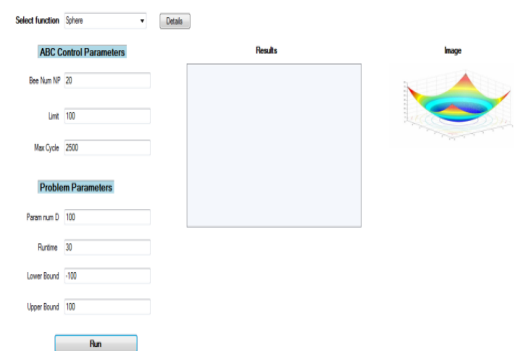 Select function Sphere Details
ABC Control Parameters
Bee Num NP 20
Limit 100
Max Cycle 2500
Problem Parameters
Param num D 100
Runtime 30
Lower Bound -100
Upper Bound 100
Run
Results
Image